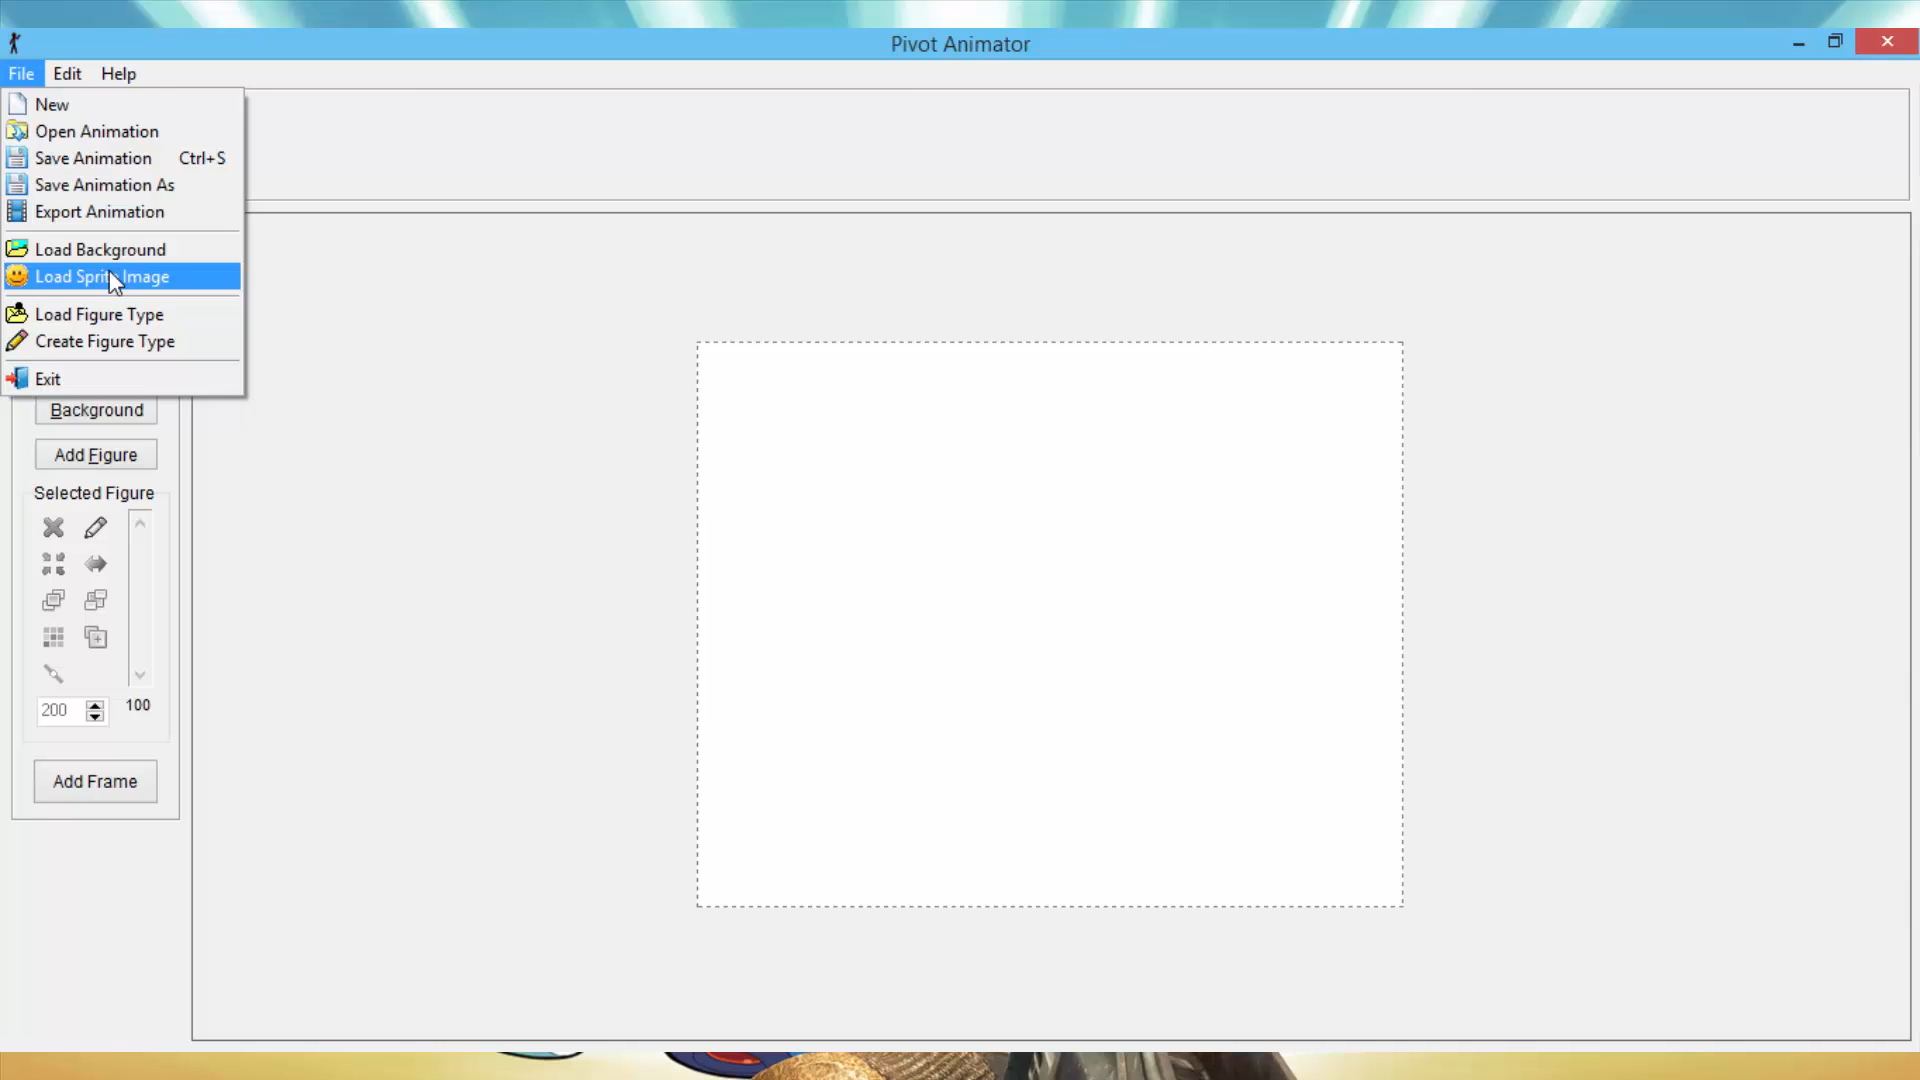 Pivot Animator
File Edit Help
New
Open Animation
Save Animation Ctrl+S
Save Animation As
Export Animation
Load Background
Load Sprite Image
Load Figure Type
Create Figure Type
Exit
Background
Add Figure
Selected Figure
200 100
Add Frame